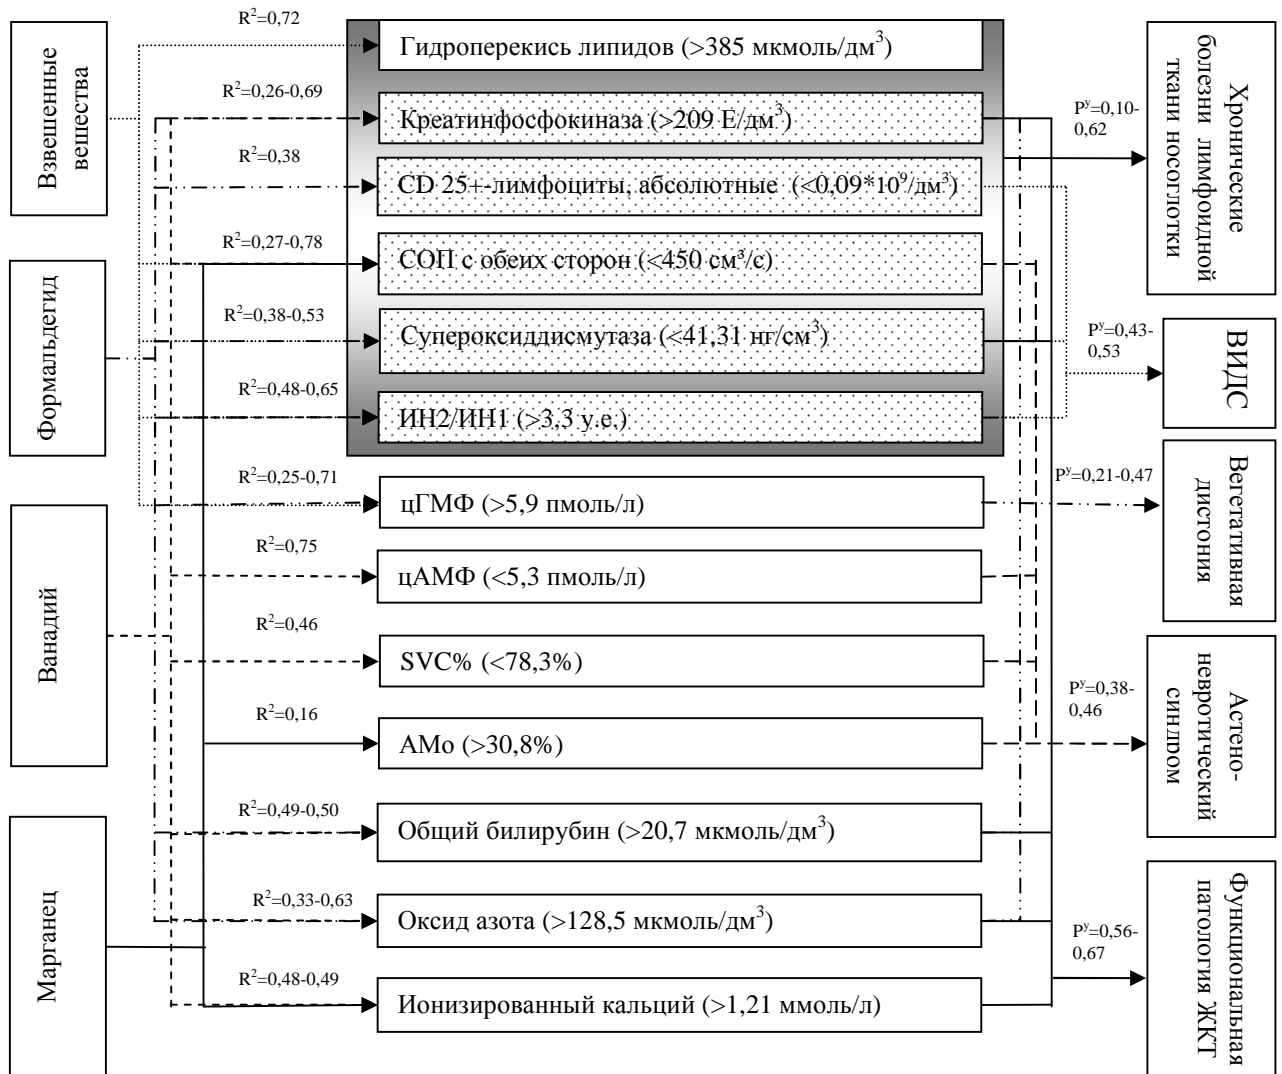 Взвешенные
вещества
Формальдегид
Ванадий
Марганец
R²=0,72
Гидроперекись липидов (>385 мкмоль/дм³)
R²=0,26-0,69
Креатинфосфокиназа (>209 Е/дм³)
R²=0,38
CD 25+-лимфоциты, абсолютные (<0,09*10⁹/дм³)
R²=0,27-0,78
СОП с обеих сторон (<450 см³/с)
R²=0,38-0,53
Супероксиддисмутаза (<41,31 нг/см³)
R²=0,48-0,65
ИН2/ИН1 (>3,3 у.е.)
R²=0,25-0,71
цГМФ (>5,9 пмоль/л)
R²=0,75
цАМФ (<5,3 пмоль/л)
R²=0,46
SVC% (<78,3%)
R²=0,16
АМо (>30,8%)
R²=0,49-0,50
Общий билирубин (>20,7 мкмоль/дм³)
R²=0,33-0,63
Оксид азота (>128,5 мкмоль/дм³)
R²=0,48-0,49
Ионизированный кальций (>1,21 ммоль/л)
Pʸ=0,10-
0,62
Хронические
болезни лимфоидной
ткани носоглотки
Pʸ=0,43-
0,53
ВИДС
Pʸ=0,21-0,47
Вегетативная
дистония
Pʸ=0,38-
0,46
Астено-
невротический
синдром
Pʸ=0,56-
0,67
Функциональная
патология ЖКТ